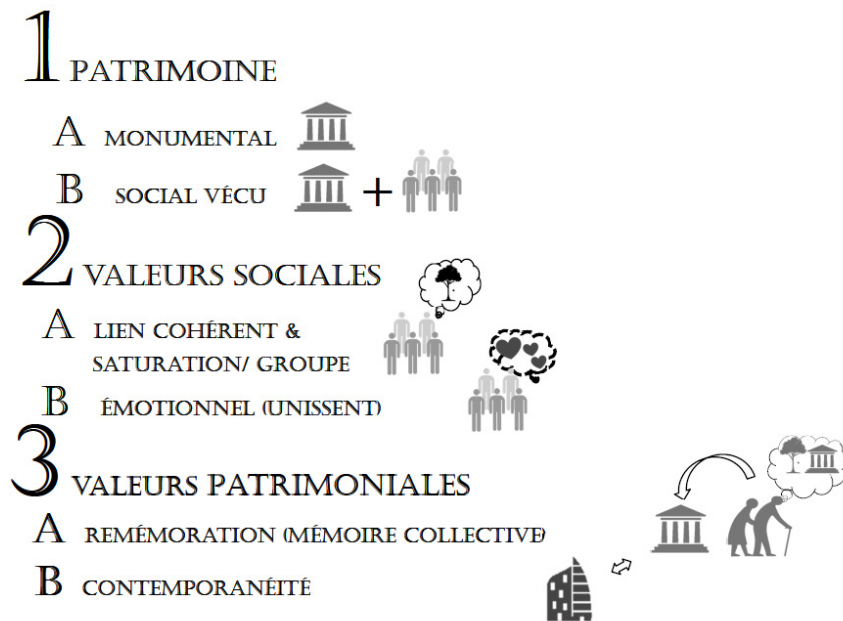 1 PATRIMOINE
A MONUMENTAL
B SOCIAL VÉCU +
2 VALEURS SOCIALES
A LIEN COHÉRENT &
SATURATION/ GROUPE
B ÉMOTIONNEL (UNISSENT)
3 VALEURS PATRIMONIALES
A REMÉMORATION (MÉMOIRE COLLECTIVE)
B CONTEMPORANÉITÉ